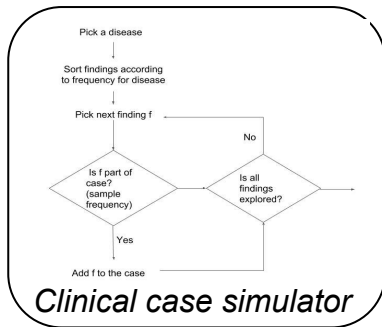 Pick a disease
Sort findings according
to frequency for disease
Pick next finding f
No
Is f part of
case?
(sample
frequency)
Is all
findings
explored?
Yes
Add f to the case
Clinical case simulator